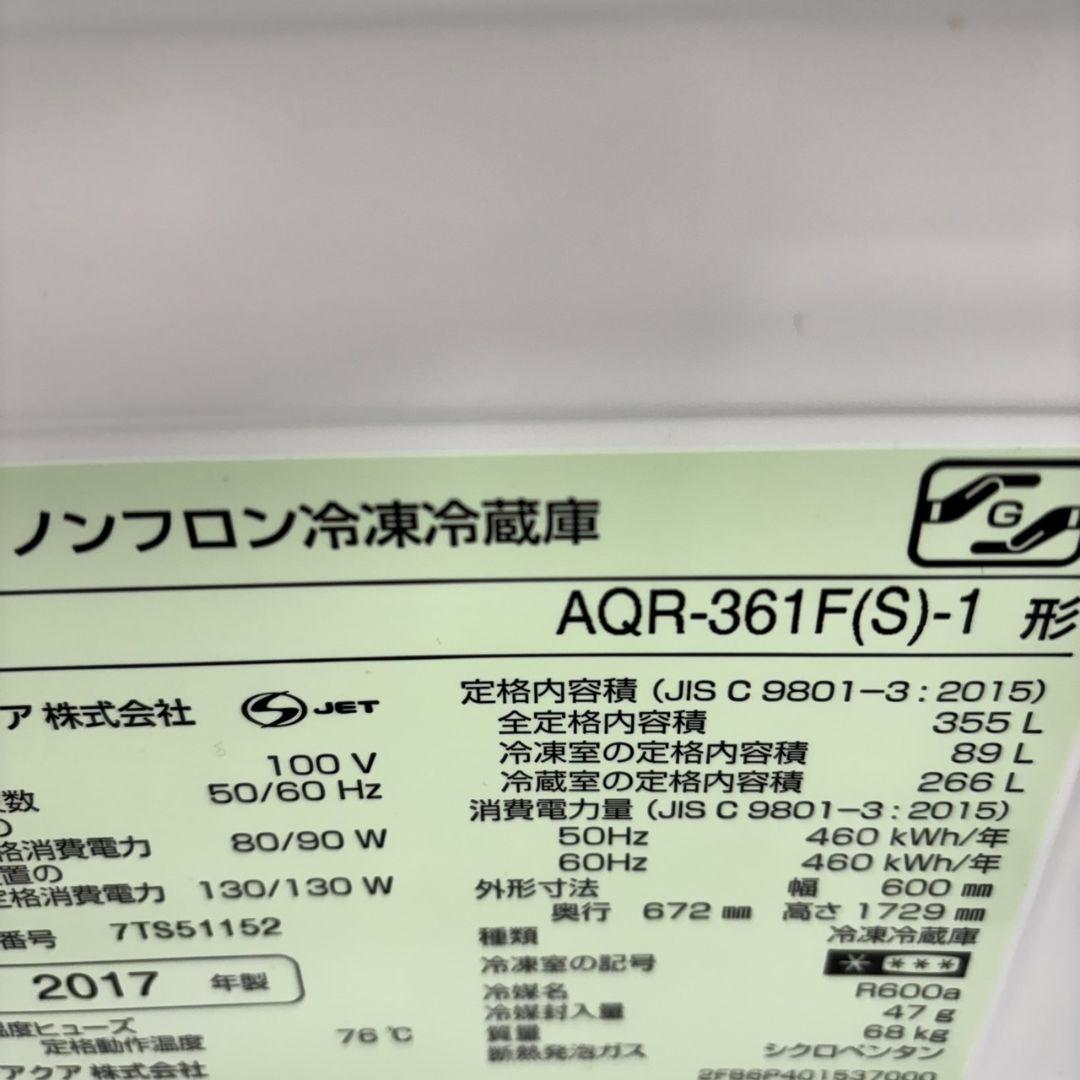 ノンフロン冷凍冷蔵庫
G
AQR-361F(S)-1 形
ア 株式会社
JET
100 V
数 50/60 Hz
の
格消費電力 80/90 W
置の
定格消費電力 130/130 W
番号 7TS51152
2017 年製
温度ヒューズ
定格動作温度 76 ℃
アクア 株式会社
定格内容積 (JIS C 9801-3 : 2015)
全定格内容積 355 L
冷凍室の定格内容積 89 L
冷蔵室の定格内容積 266 L
消費電力量 (JIS C 9801-3 : 2015)
50Hz 460 kWh/年
60Hz 460 kWh/年
外形寸法 幅 600 mm
奥行 672 mm 高さ 1729 mm
種類 冷凍冷蔵庫
冷凍室の記号 * ***
冷媒名 R600a
冷媒封入量 47 g
質量 68 kg
断熱発泡ガス シクロペンタン